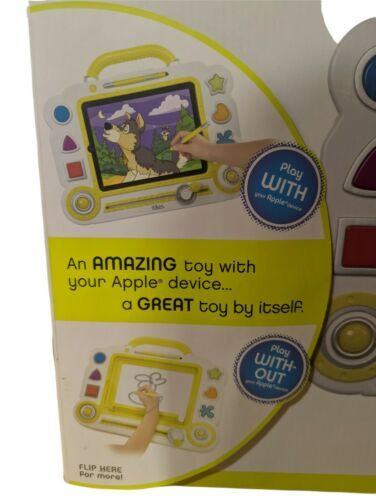 Play
WITH
your Apple® device
An AMAZING toy with
your Apple® device...
a GREAT toy by itself.
Play
WITH-
OUT
your Apple® device
FLIP HERE
for more!